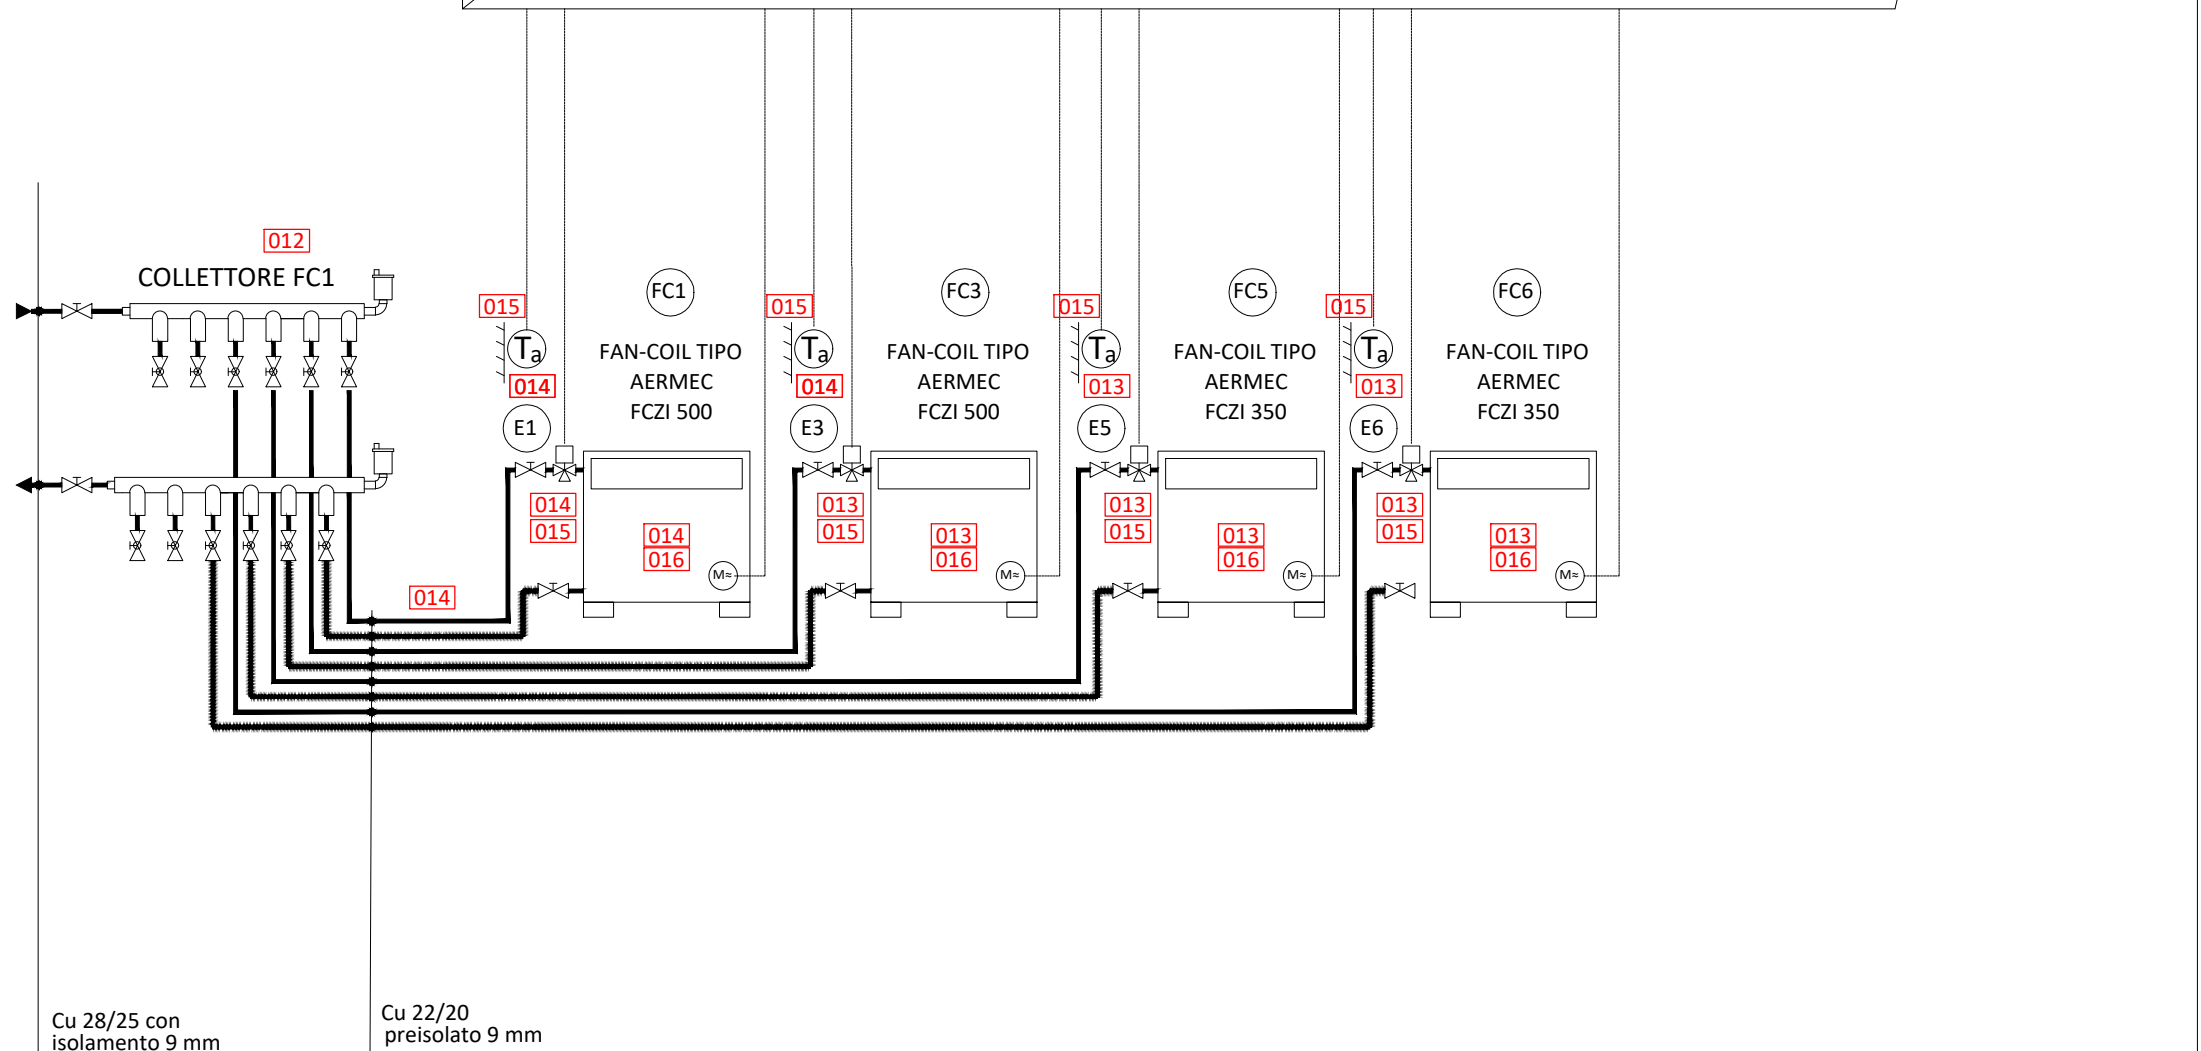 012
COLLETTORE FC1
015
Ta
014
E1
FC1
FAN-COIL TIPO
AERMEC
FCZI 500
014
015
014
016
M≈
015
Ta
014
E3
FC3
FAN-COIL TIPO
AERMEC
FCZI 500
013
015
013
016
M≈
015
Ta
013
E5
FC5
FAN-COIL TIPO
AERMEC
FCZI 350
013
015
013
016
M≈
015
Ta
013
E6
FC6
FAN-COIL TIPO
AERMEC
FCZI 350
013
015
013
016
M≈
014
Cu 28/25 con
isolamento 9 mm
Cu 22/20
preisolato 9 mm